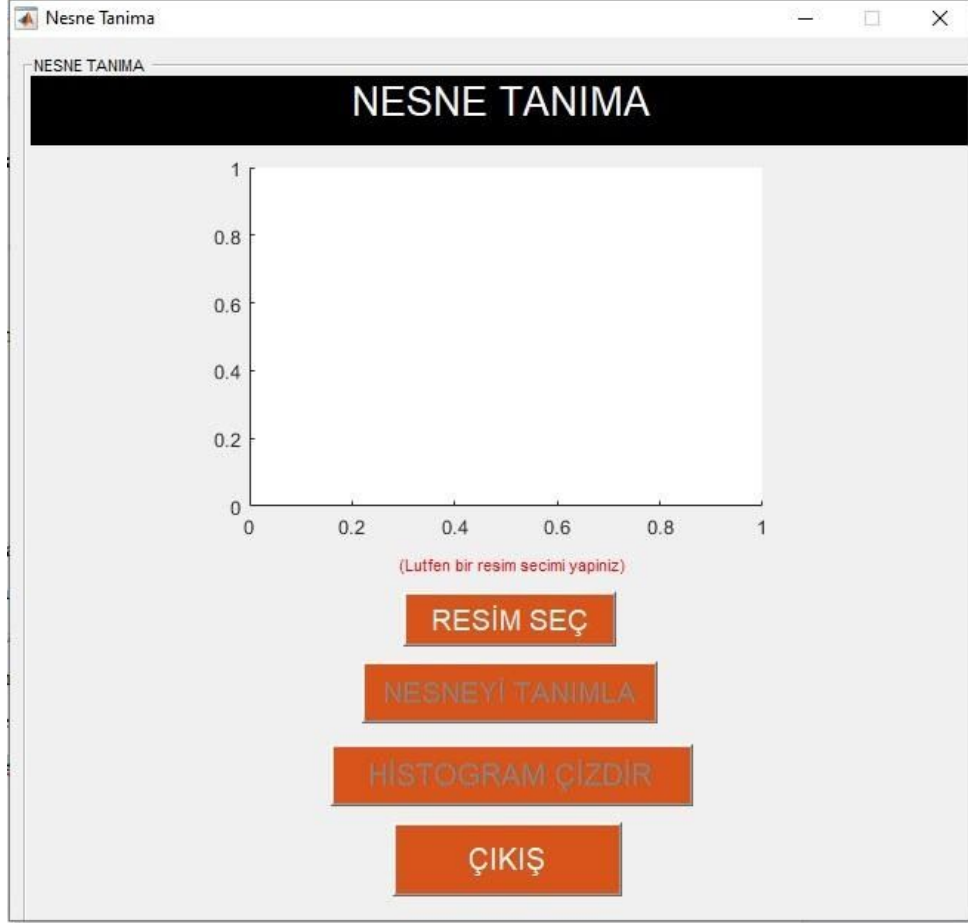 Nesne Tanima
NESNE TANIMA
NESNE TANIMA
1
0.8
0.6
0.4
0.2
0
0 0.2 0.4 0.6 0.8 1
(Lutfen bir resim secimi yapiniz)
RESİM SEÇ
NESNEYİ TANIMLA
HİSTOGRAM ÇİZDİR
ÇIKIŞ